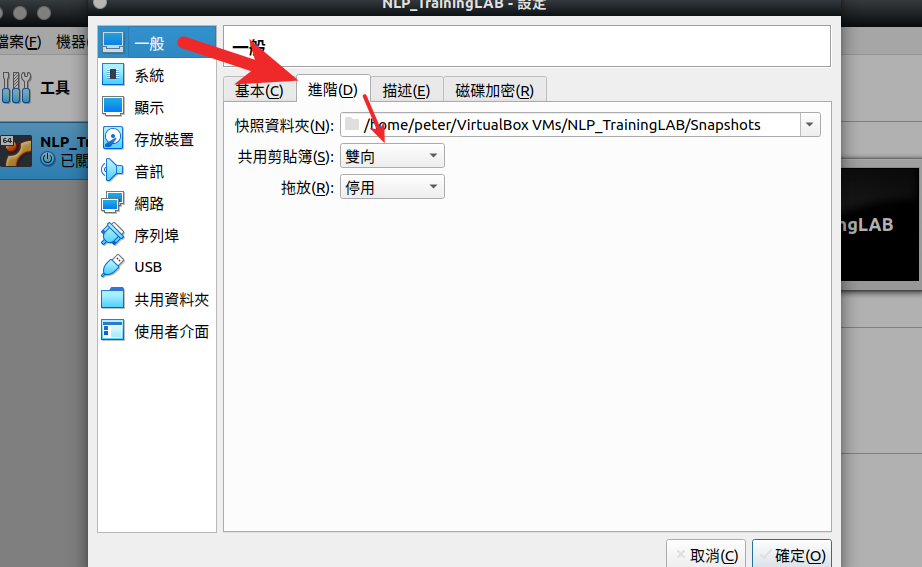 NLP_TrainingLAB - 設定
檔案(F) 機器
工具
64
NLP_T
已關
一般
系統
顯示
存放裝置
音訊
網路
序列埠
USB
共用資料夾
使用者介面
一般
基本(C) 進階(D) 描述(E) 磁碟加密(R)
快照資料夾(N): /home/peter/VirtualBox VMs/NLP_TrainingLAB/Snapshots
共用剪貼簿(S): 雙向
拖放(R): 停用
ngLAB
取消(C) 確定(O)